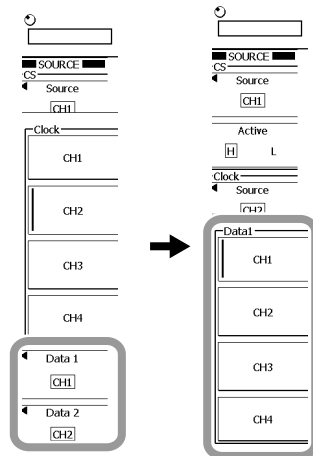 SOURCE
CS
Source
CH1
Clock
CH1
CH2
CH3
CH4
Data 1
CH1
Data 2
CH2
SOURCE
CS
Source
CH1
Active
H L
Clock
Source
CH2
Data1
CH1
CH2
CH3
CH4